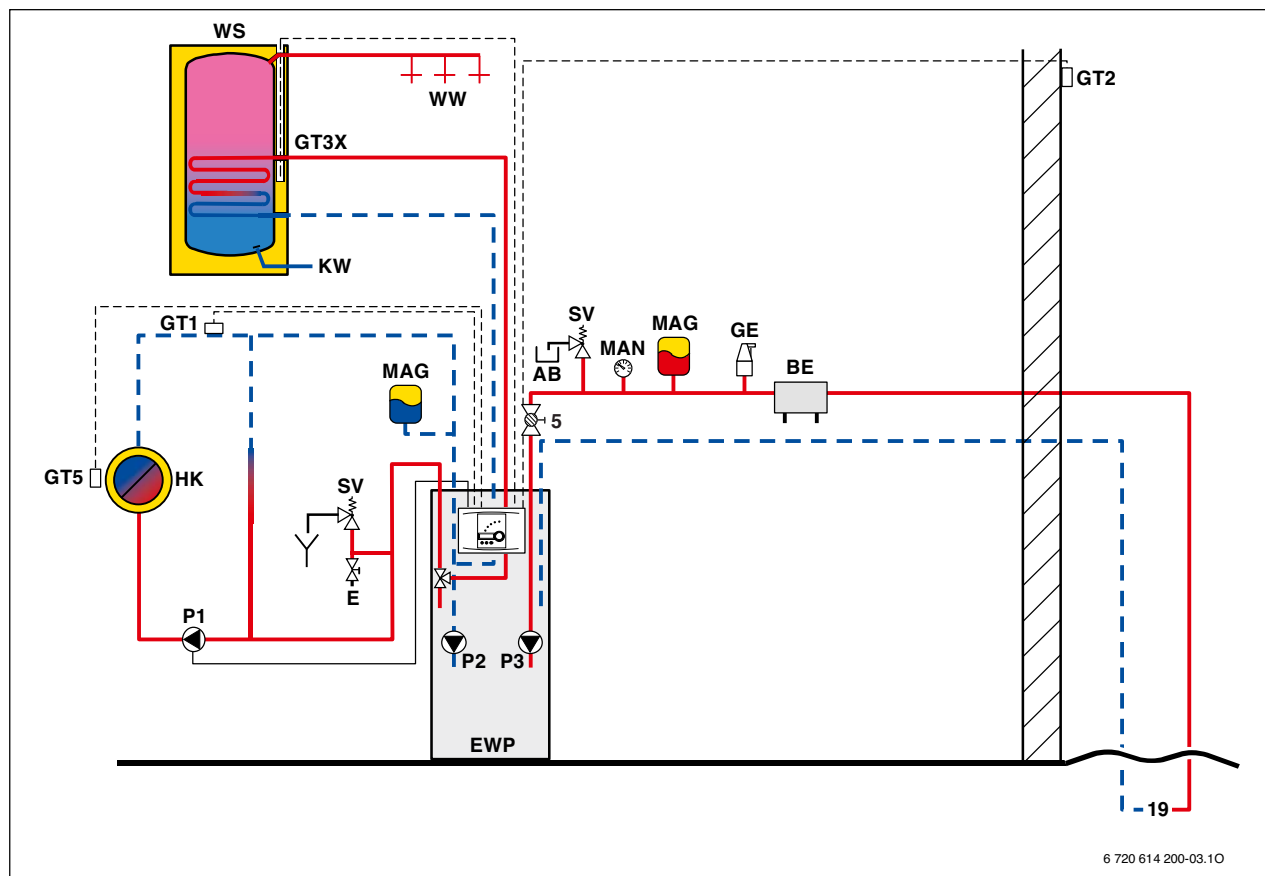 WS
WW
GT2
GT3X
KW
GT1
SV
MAN
MAG
GE
AB
BE
MAG
5
GT5
HK
SV
E
P1
P2
P3
EWP
19
6 720 614 200-03.1O